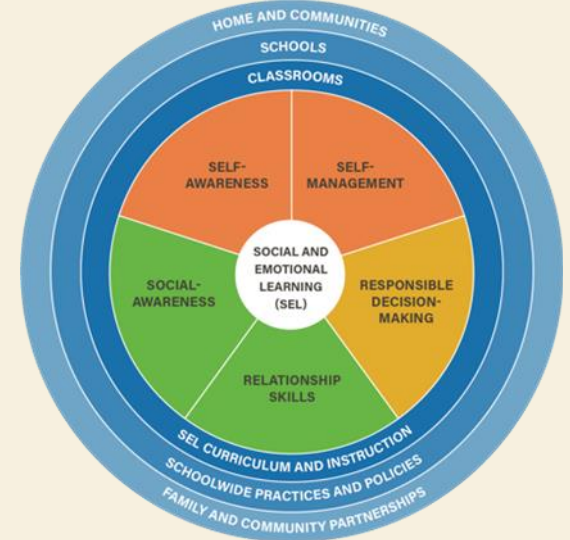 HOME AND COMMUNITIES
SCHOOLS
CLASSROOMS
SELF-
AWARENESS
SELF-
MANAGEMENT
SOCIAL AND
EMOTIONAL
LEARNING
(SEL)
SOCIAL-
AWARENESS
RESPONSIBLE
DECISION-
MAKING
RELATIONSHIP
SKILLS
SEL CURRICULUM AND INSTRUCTION
SCHOOLWIDE PRACTICES AND POLICIES
FAMILY AND COMMUNITY PARTNERSHIPS